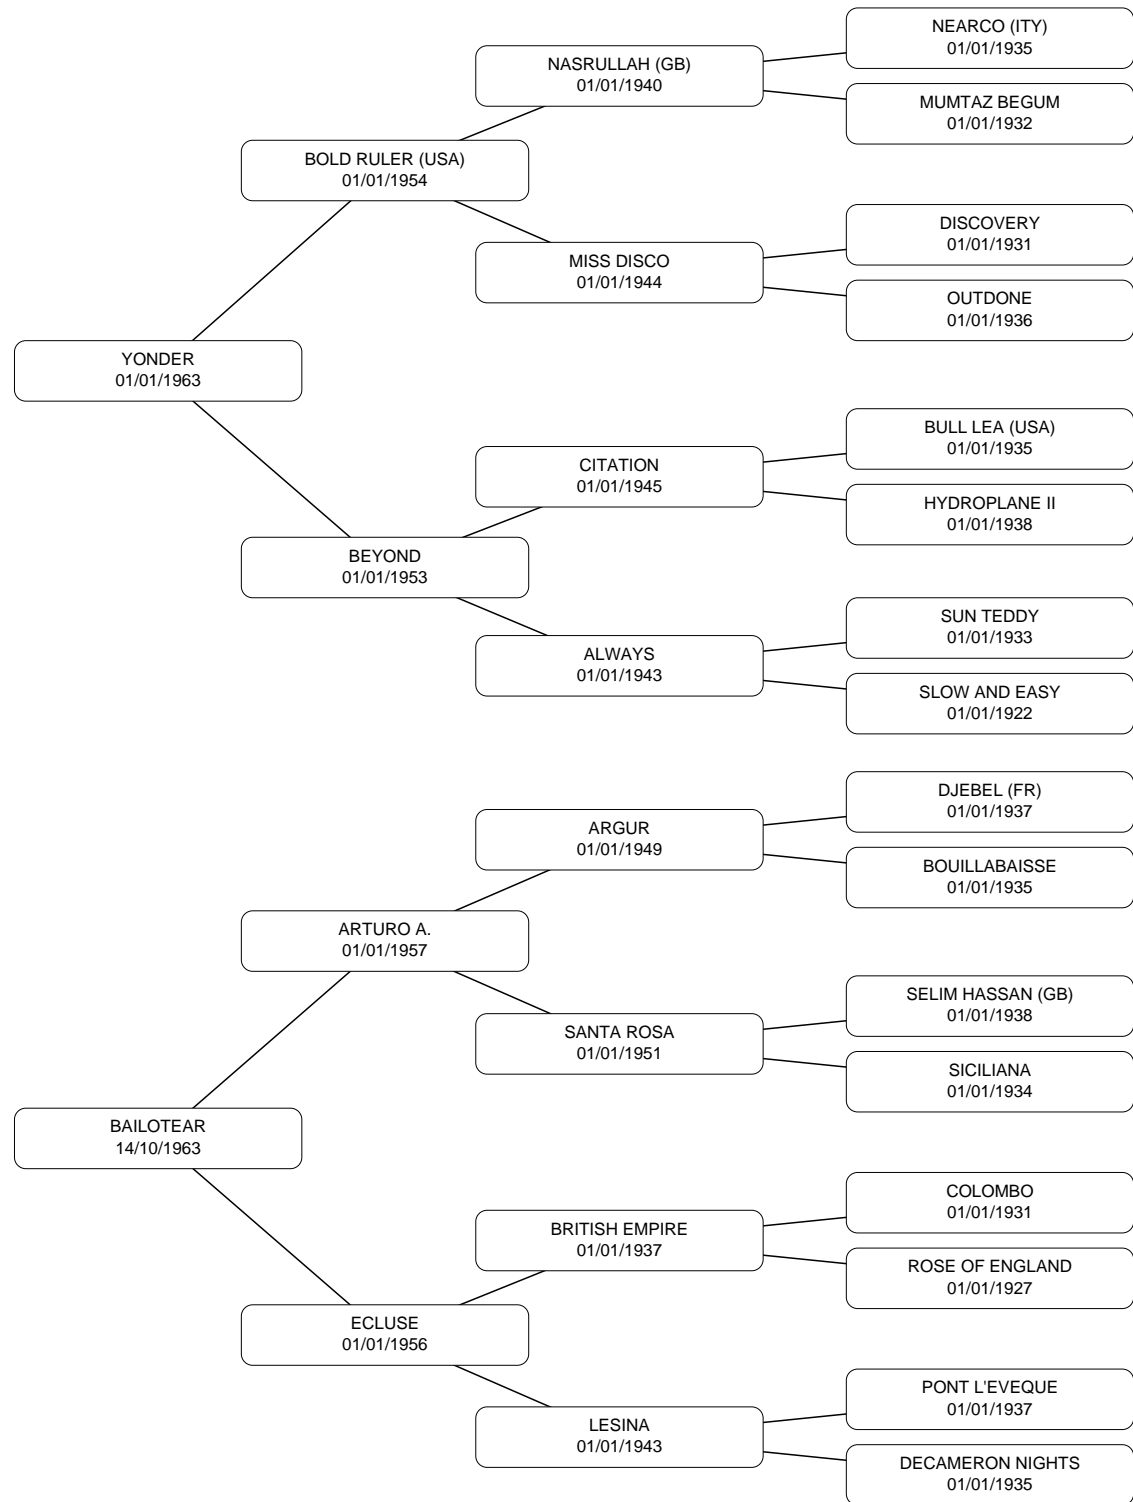 NEARCO (ITY)
01/01/1935
NASRULLAH (GB)
01/01/1940
MUMTAZ BEGUM
01/01/1932
BOLD RULER (USA)
01/01/1954
DISCOVERY
01/01/1931
MISS DISCO
01/01/1944
OUTDONE
01/01/1936
YONDER
01/01/1963
BULL LEA (USA)
01/01/1935
CITATION
01/01/1945
HYDROPLANE II
01/01/1938
BEYOND
01/01/1953
SUN TEDDY
01/01/1933
ALWAYS
01/01/1943
SLOW AND EASY
01/01/1922
DJEBEL (FR)
01/01/1937
ARGUR
01/01/1949
BOUILLABAISSE
01/01/1935
ARTURO A.
01/01/1957
SELIM HASSAN (GB)
01/01/1938
SANTA ROSA
01/01/1951
SICILIANA
01/01/1934
BAILOTEAR
14/10/1963
COLOMBO
01/01/1931
BRITISH EMPIRE
01/01/1937
ROSE OF ENGLAND
01/01/1927
ECLUSE
01/01/1956
PONT L'EVEQUE
01/01/1937
LESINA
01/01/1943
DECAMERON NIGHTS
01/01/1935